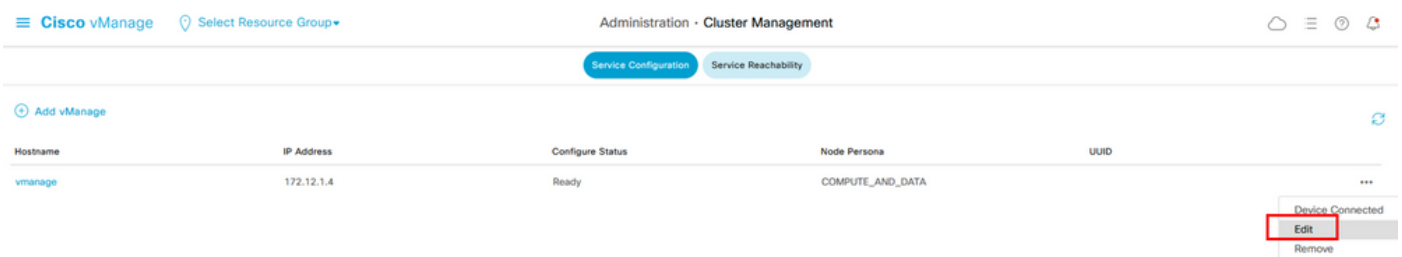 Cisco vManage Select Resource Group Administration · Cluster Management
Service Configuration Service Reachability
Add vManage
Hostname IP Address Configure Status Node Persona UUID
vmanage 172.12.1.4 Ready COMPUTE_AND_DATA ...
Device Connected
Edit
Remove